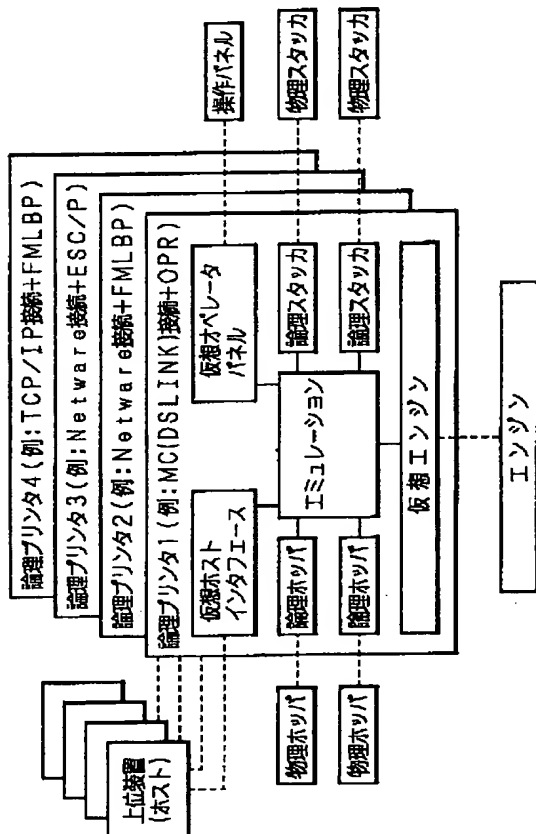 論理プリンタ4(例:TCP/IP接続+FMLBP)
論理プリンタ3(例:Netware接続+ESC/P)
論理プリンタ2(例:Netware接続+FMLBP)
論理プリンタ1(例:MC(DSLINK)接続+OPR)
上位装置
(ホスト)
仮想ホスト
インタフェース
仮想オペレータ
パネル
操作パネル
物理ホッパ
論理ホッパ
エミュレーション
論理スタッカ
物理スタッカ
物理ホッパ
論理ホッパ
論理スタッカ
物理スタッカ
仮想エンジン
エンジン